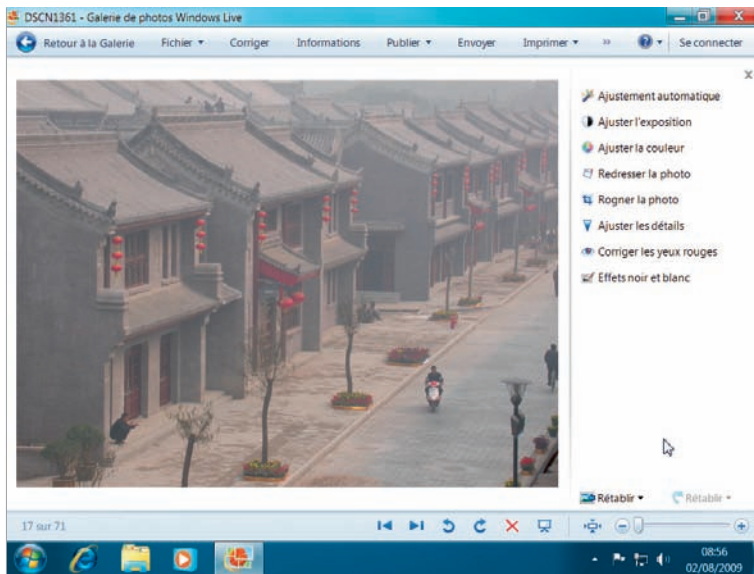 DSCN1361 - Galerie de photos Windows Live
Retour à la Galerie Fichier Corriger Informations Publier Envoyer Imprimer » ? Se connecter
x
Ajustement automatique
Ajuster l'exposition
Ajuster la couleur
Redresser la photo
Rogner la photo
Ajuster les détails
Corriger les yeux rouges
Effets noir et blanc
Rétablir Rétablir
17 sur 71
08:56
02/08/2009